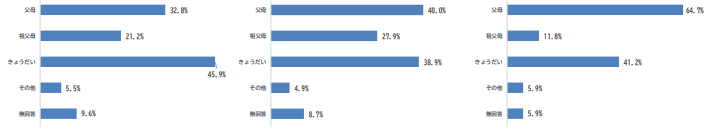 父母 32.8%
祖父母 21.2%
きょうだい 45.9%
その他 5.5%
無回答 9.6%
父母 40.0%
祖父母 27.9%
きょうだい 38.9%
その他 4.9%
無回答 8.7%
父母 64.7%
祖父母 11.8%
きょうだい 41.2%
その他 5.9%
無回答 5.9%